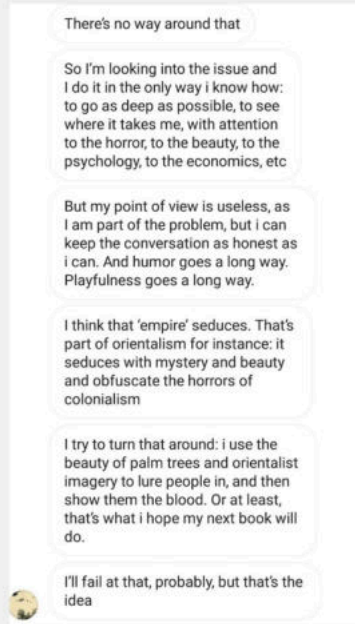 There's no way around that
So I'm looking into the issue and
I do it in the only way i know how:
to go as deep as possible, to see
where it takes me, with attention
to the horror, to the beauty, to the
psychology, to the economics, etc
But my point of view is useless, as
I am part of the problem, but i can
keep the conversation as honest as
i can. And humor goes a long way.
Playfulness goes a long way.
I think that 'empire' seduces. That's
part of orientalism for instance: it
seduces with mystery and beauty
and obfuscate the horrors of
colonialism
I try to turn that around: i use the
beauty of palm trees and orientalist
imagery to lure people in, and then
show them the blood. Or at least,
that's what i hope my next book will
do.
I'll fail at that, probably, but that's the
idea